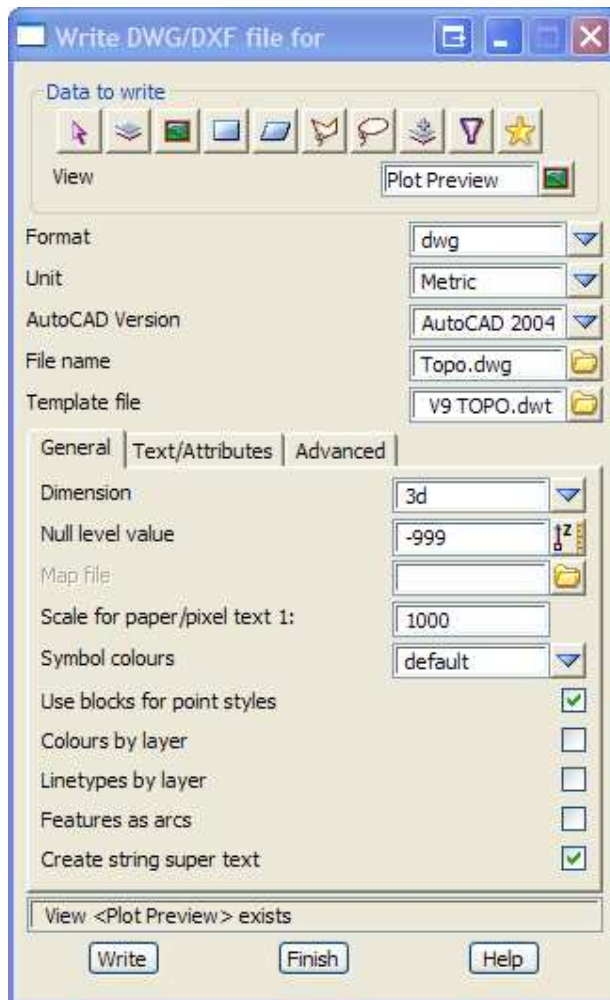 Write DWG/DXF file for
Data to write
View Plot Preview
Format dwg
Unit Metric
AutoCAD Version AutoCAD 2004
File name Topo.dwg
Template file V9 TOPO.dwt
General Text/Attributes Advanced
Dimension 3d
Null level value -999
Map file
Scale for paper/pixel text 1: 1000
Symbol colours default
Use blocks for point styles
Colours by layer
Linetypes by layer
Features as arcs
Create string super text
View <Plot Preview> exists
Write Finish Help